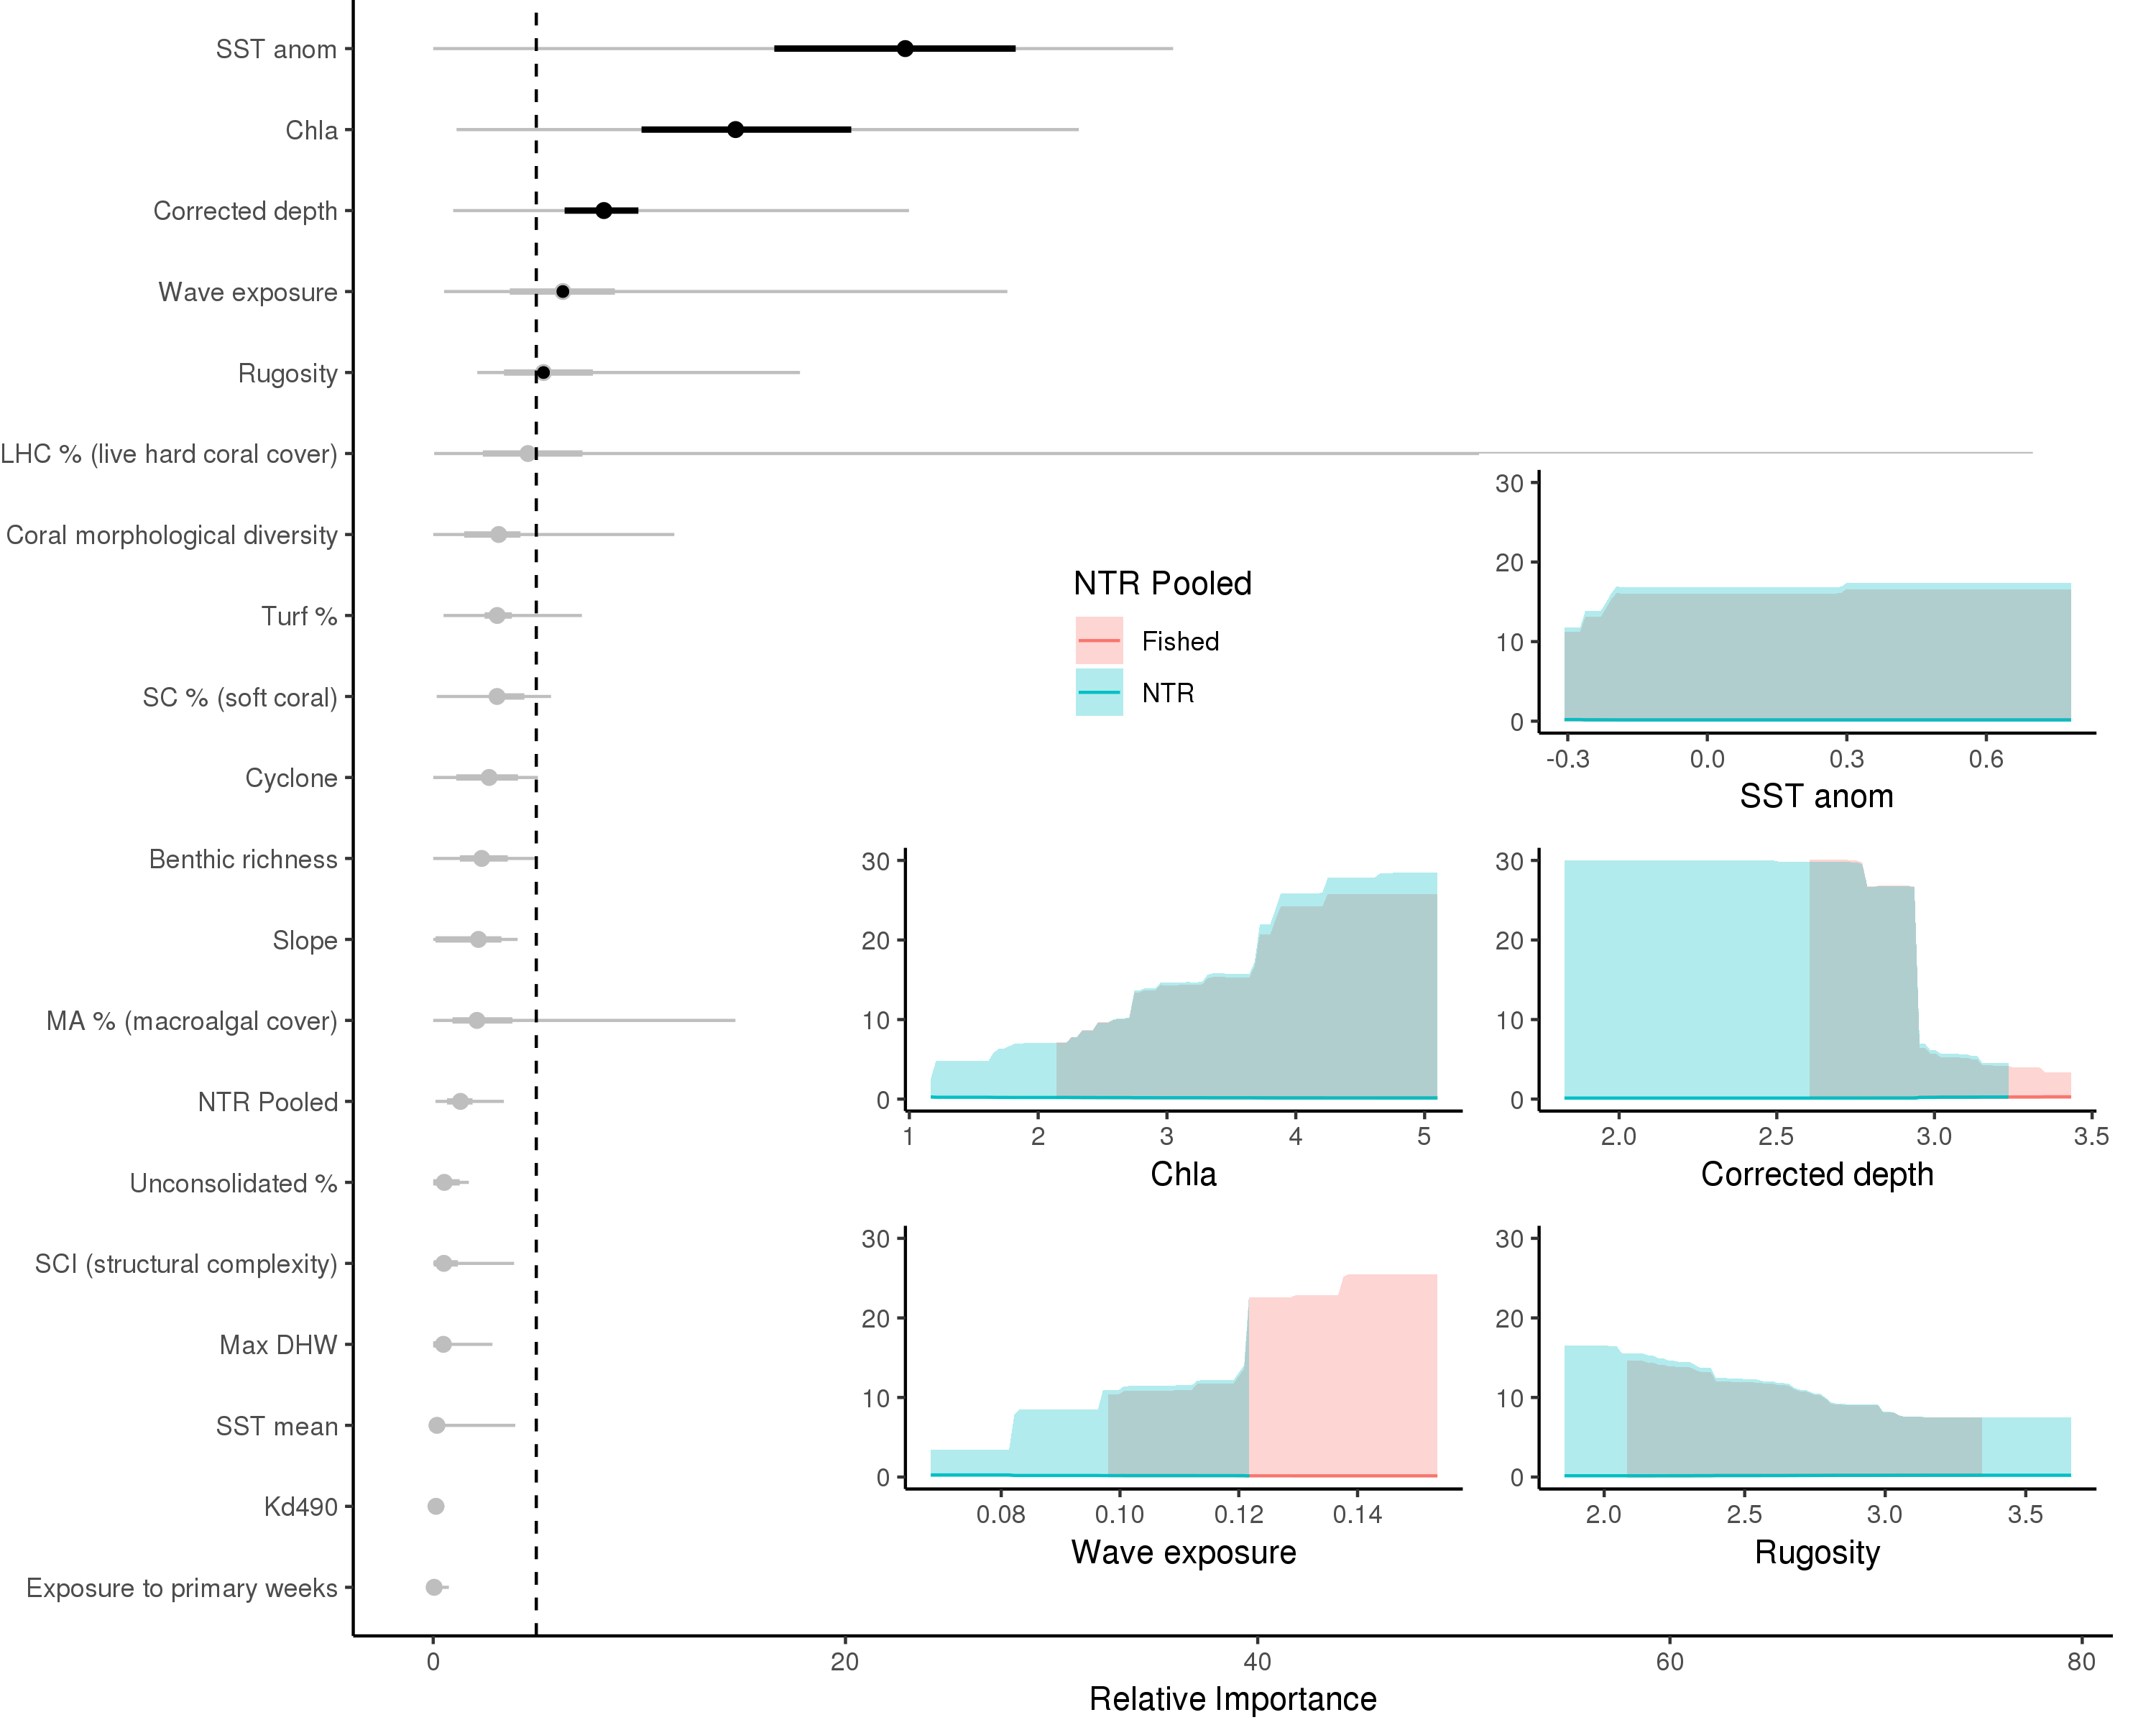 SST anom
Chla
Corrected depth
Wave exposure
Rugosity
LHC % (live hard coral cover)
Coral morphological diversity
Turf %
SC % (soft coral)
Cyclone
Benthic richness
Slope
MA % (macroalgal cover)
NTR Pooled
Unconsolidated %
SCI (structural complexity)
Max DHW
SST mean
Kd490
Exposure to primary weeks
0 20 40 60 80
Relative Importance
NTR Pooled
Fished
NTR
30
20
10
0
-0.3 0.0 0.3 0.6
SST anom
30
20
10
0
1 2 3 4 5
Chla
30
20
10
0
2.0 2.5 3.0 3.5
Corrected depth
30
20
10
0
0.08 0.10 0.12 0.14
Wave exposure
30
20
10
0
2.0 2.5 3.0 3.5
Rugosity